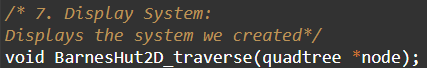 /* 7. Display System:
Displays the system we created*/
void BarnesHut2D_traverse(quadtree *node);